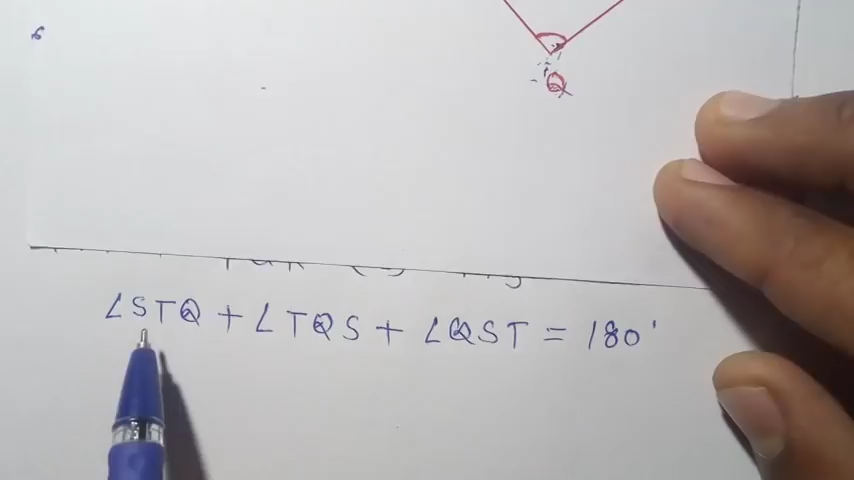 Q
∠STQ + ∠TQS + ∠QST = 180°